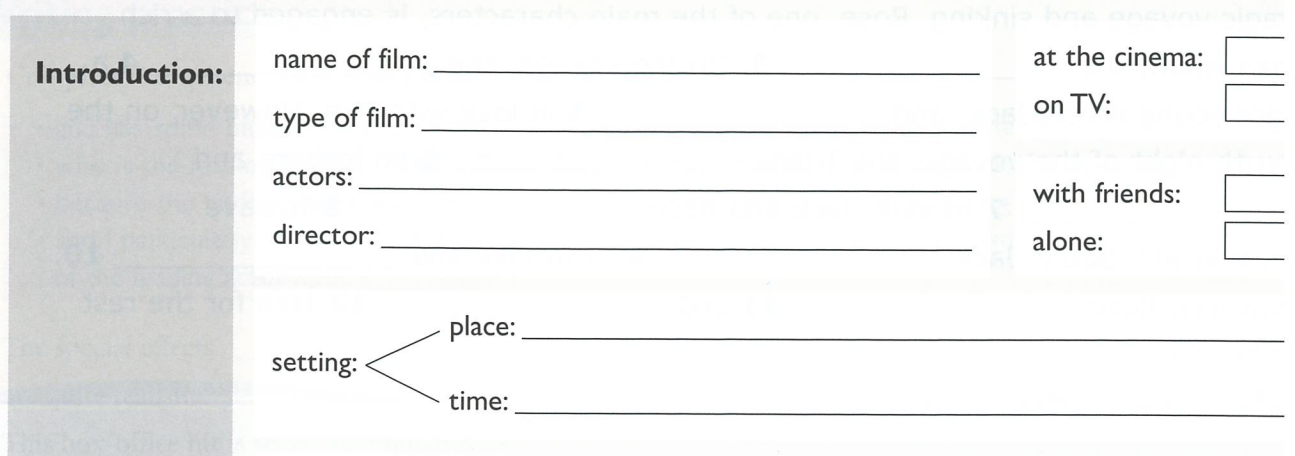 Introduction:
name of film:
type of film:
actors:
director:
at the cinema:
on TV:
with friends:
alone:
setting:
place:
time: